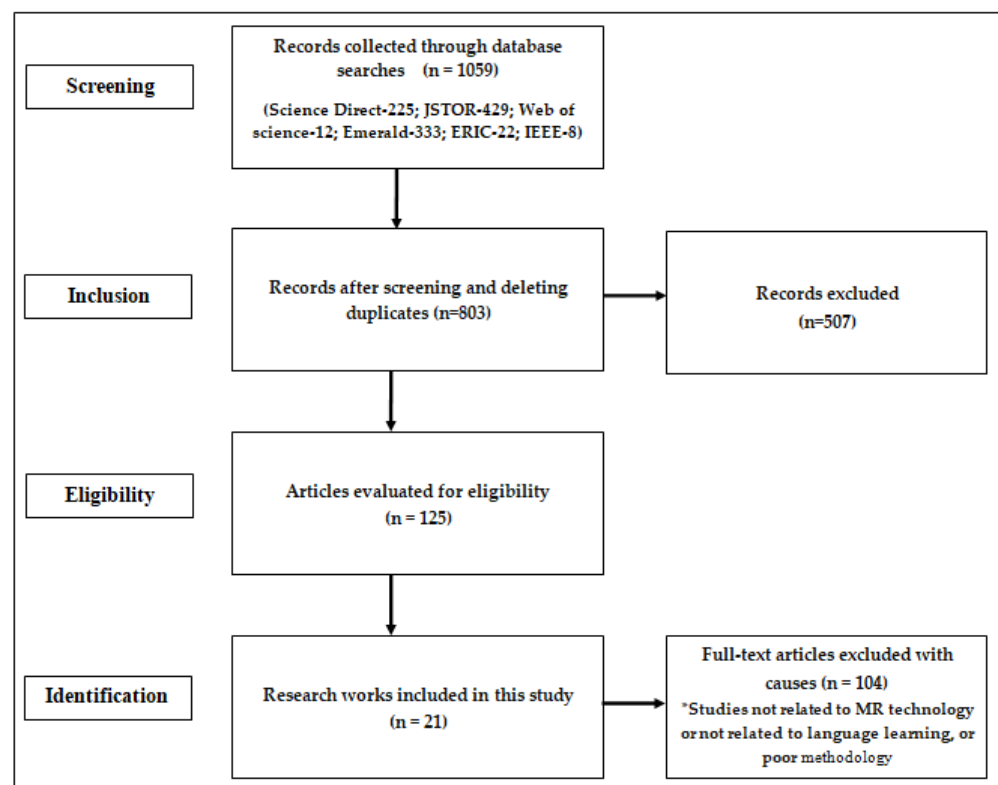 Screening
Records collected through database
searches (n = 1059)
(Science Direct-225; JSTOR-429; Web of
science-12; Emerald-333; ERIC-22; IEEE-8)
Inclusion
Records after screening and deleting
duplicates (n=803)
Records excluded
(n=507)
Eligibility
Articles evaluated for eligibility
(n = 125)
Identification
Research works included in this study
(n = 21)
Full-text articles excluded with
causes (n = 104)
*Studies not related to MR technology
or not related to language learning, or
poor methodology